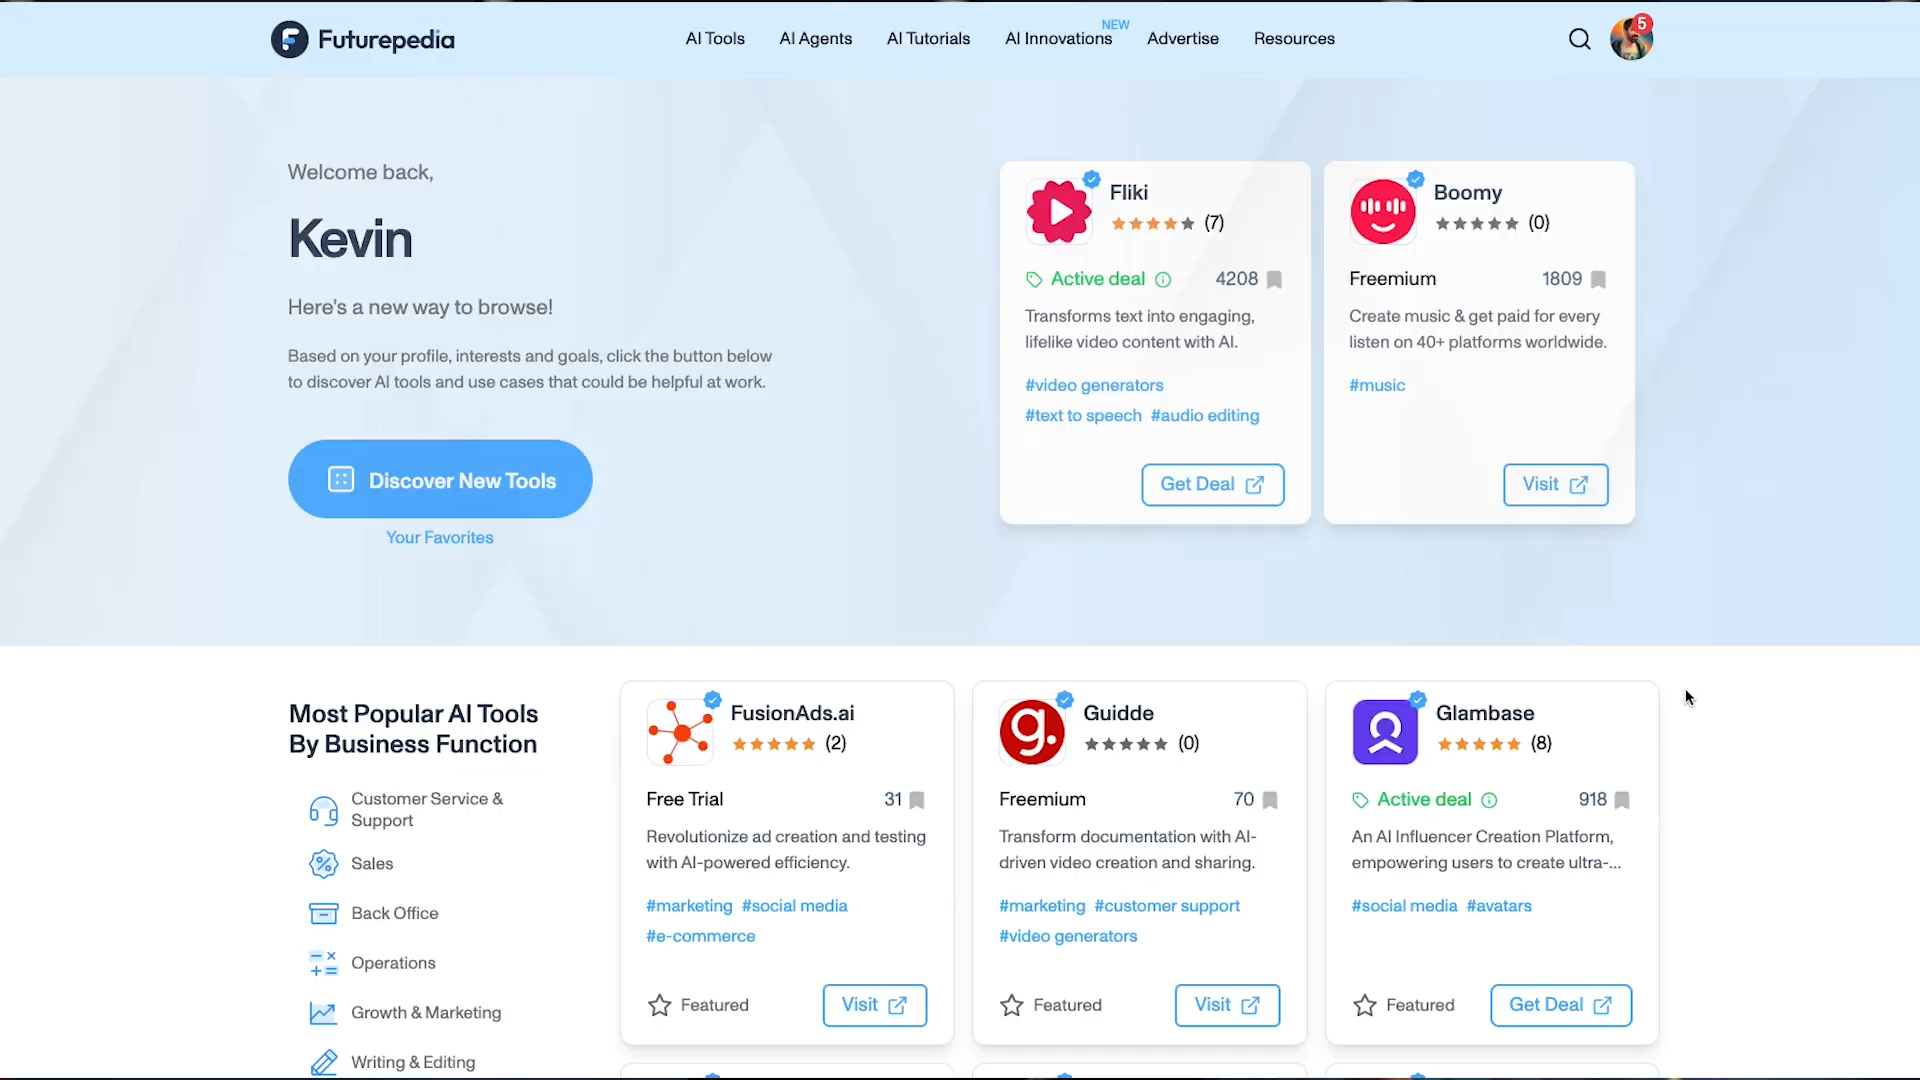 Futurepedia
AI Tools
AI Agents
AI Tutorials
AI Innovations
NEW
Advertise
Resources
5
Welcome back,
Kevin
Here's a new way to browse!
Based on your profile, interests and goals, click the button below
to discover AI tools and use cases that could be helpful at work.
Discover New Tools
Your Favorites
Fliki
(7)
Active deal
4208
Transforms text into engaging,
lifelike video content with AI.
#video generators
#text to speech #audio editing
Get Deal
Boomy
(0)
Freemium
1809
Create music & get paid for every
listen on 40+ platforms worldwide.
#music
Visit
Most Popular AI Tools
By Business Function
Customer Service &
Support
Sales
Back Office
Operations
Growth & Marketing
Writing & Editing
FusionAds.ai
(2)
Free Trial
31
Revolutionize ad creation and testing
with AI-powered efficiency.
#marketing #social media
#e-commerce
Featured
Visit
g.
Guidde
(0)
Freemium
70
Transform documentation with AI-
driven video creation and sharing.
#marketing #customer support
#video generators
Featured
Visit
Glambase
(8)
Active deal
918
An AI Influencer Creation Platform,
empowering users to create ultra-...
#social media #avatars
Featured
Get Deal